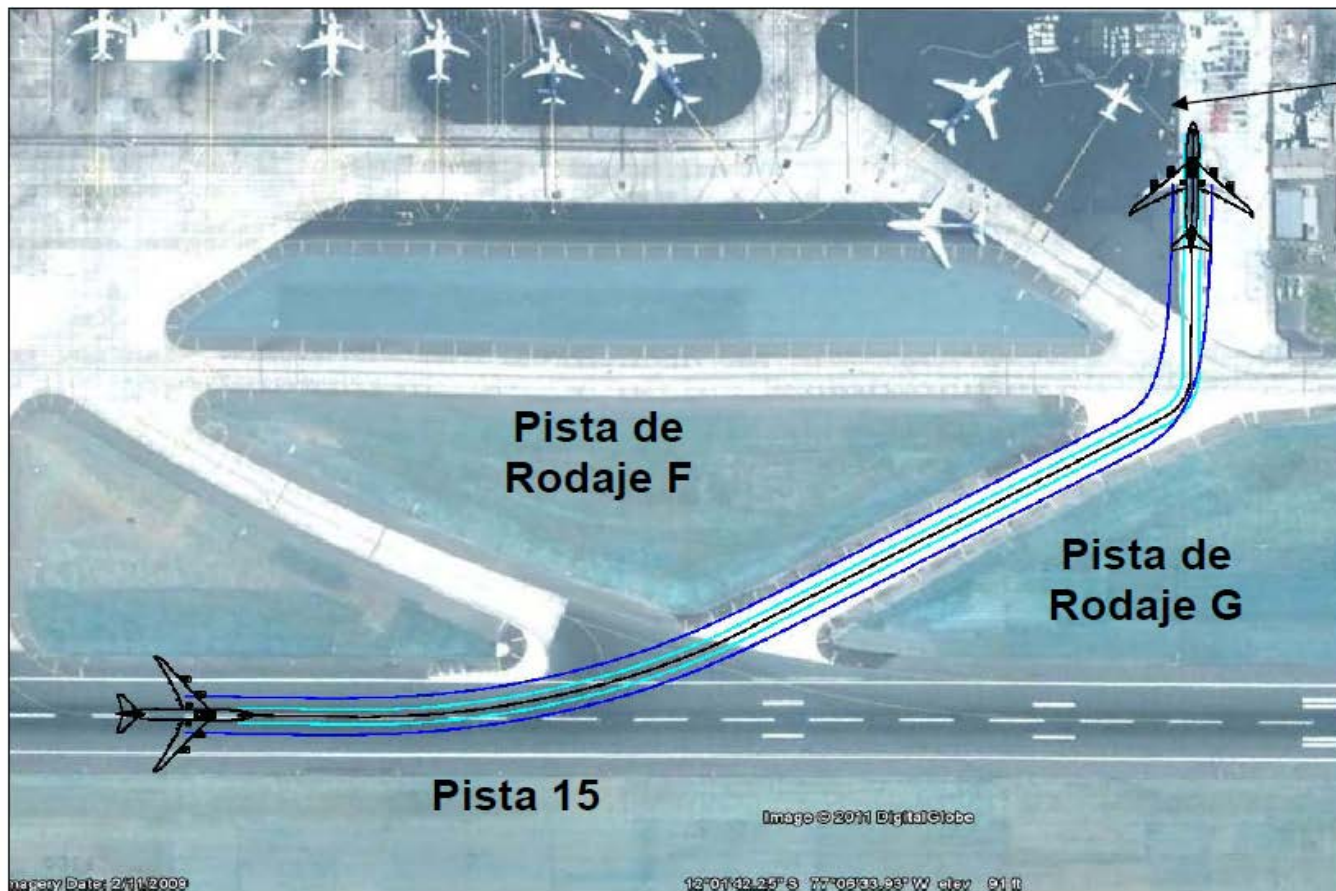 Pista de
Rodaje F
Pista de
Rodaje G
Pista 15
Image © 2011 DigitalGlobe
magery Date: 2/11/2009
12°01'42.25" S 77°06'33.93" W elev 91 ft